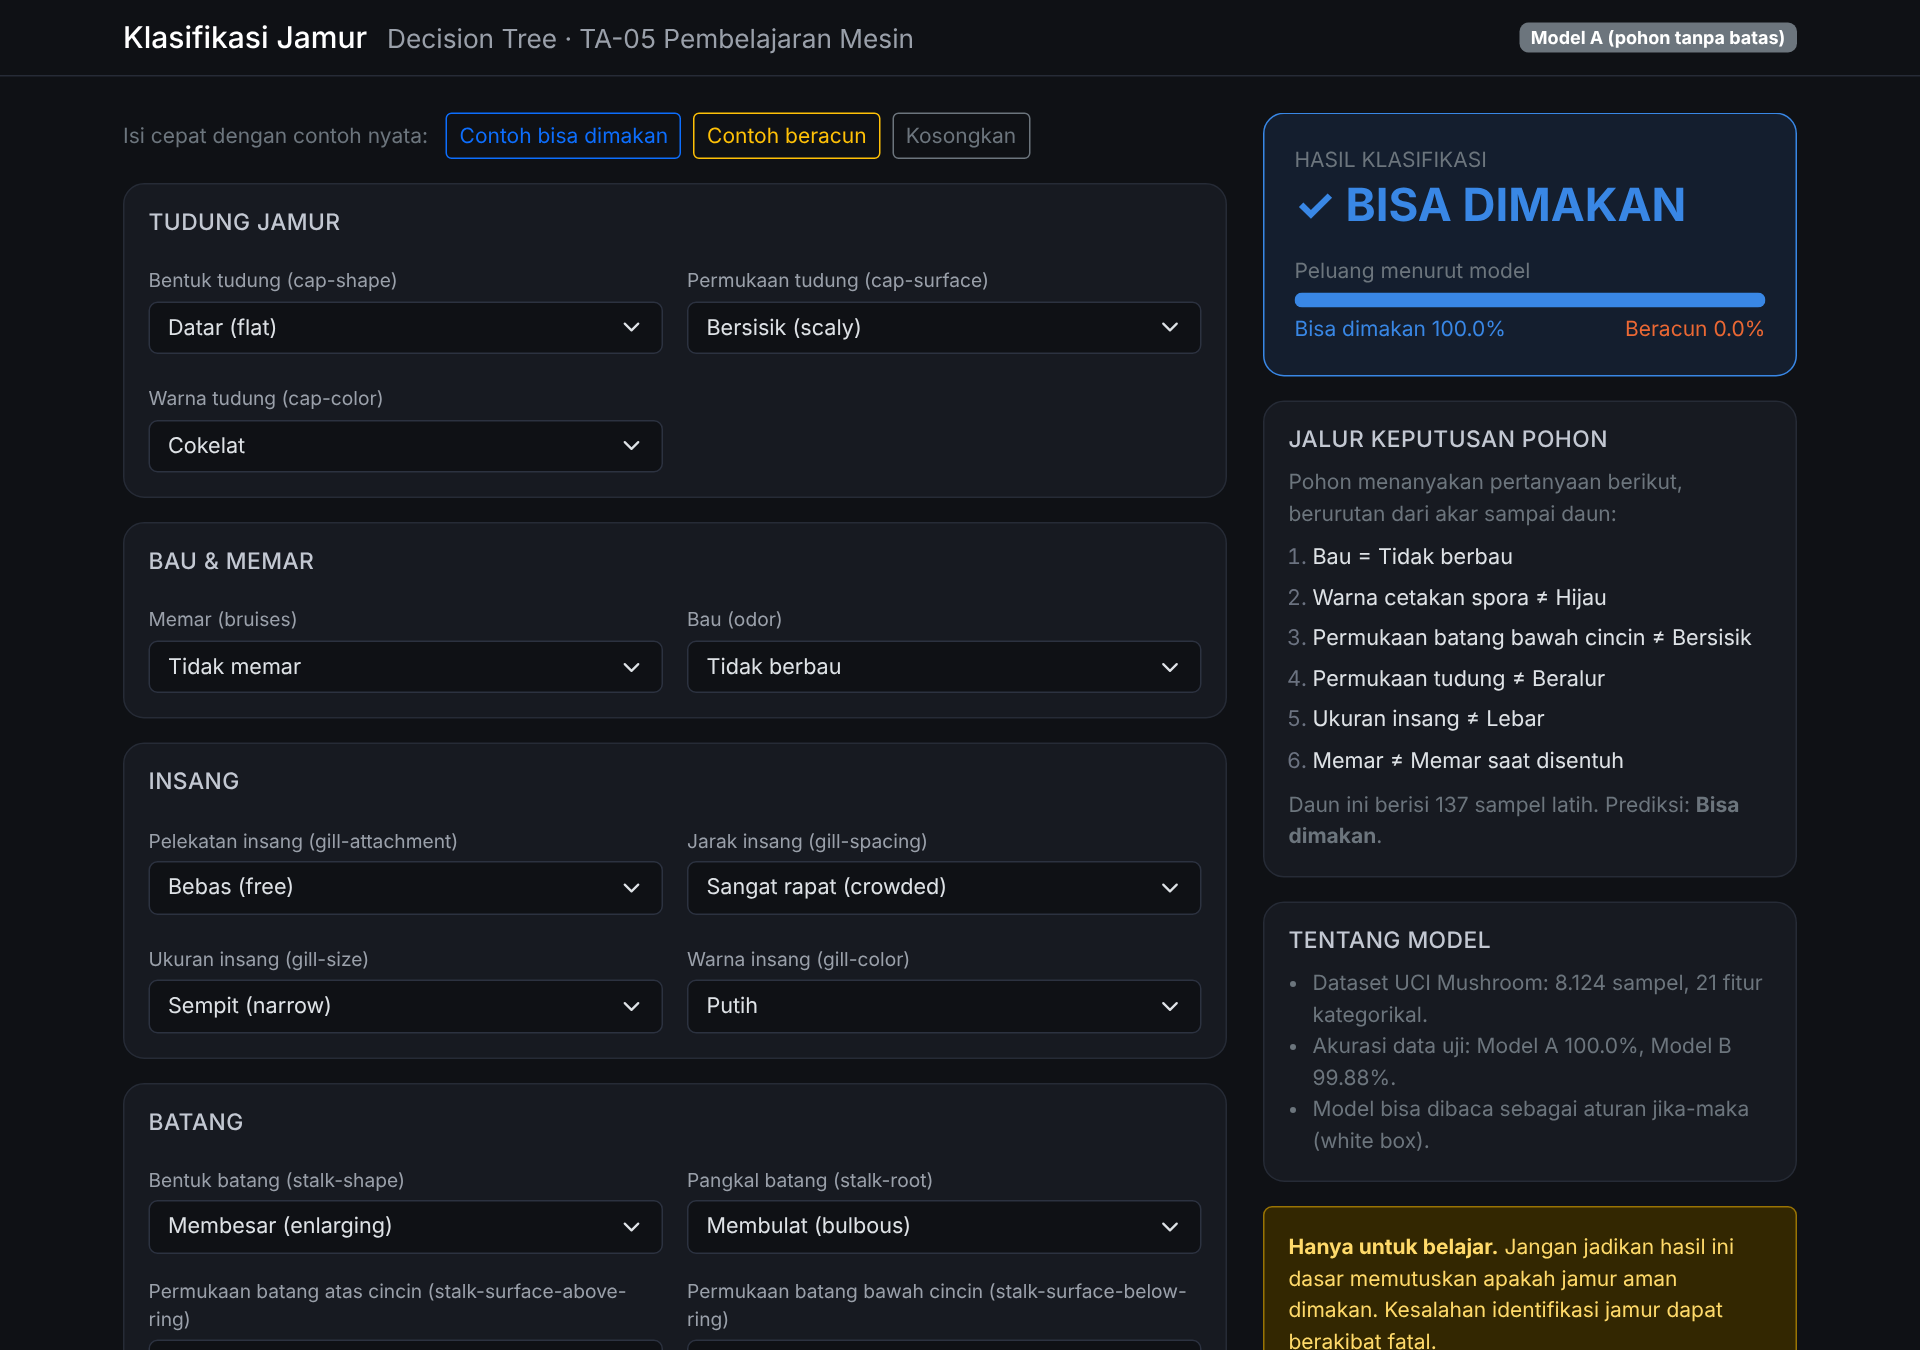 Klasifikasi Jamur Decision Tree · TA-05 Pembelajaran Mesin
Model A (pohon tanpa batas)
Isi cepat dengan contoh nyata:
Contoh bisa dimakan
Contoh beracun
Kosongkan
TUDUNG JAMUR
Bentuk tudung (cap-shape)
Datar (flat)
Permukaan tudung (cap-surface)
Bersisik (scaly)
Warna tudung (cap-color)
Cokelat
BAU & MEMAR
Memar (bruises)
Tidak memar
Bau (odor)
Tidak berbau
INSANG
Pelekatan insang (gill-attachment)
Bebas (free)
Jarak insang (gill-spacing)
Sangat rapat (crowded)
Ukuran insang (gill-size)
Sempit (narrow)
Warna insang (gill-color)
Putih
BATANG
Bentuk batang (stalk-shape)
Membesar (enlarging)
Pangkal batang (stalk-root)
Membulat (bulbous)
Permukaan batang atas cincin (stalk-surface-above-
ring)
Permukaan batang bawah cincin (stalk-surface-below-
ring)
HASIL KLASIFIKASI
✓ BISA DIMAKAN
Peluang menurut model
Bisa dimakan 100.0%
Beracun 0.0%
JALUR KEPUTUSAN POHON
Pohon menanyakan pertanyaan berikut,
berurutan dari akar sampai daun:
1. Bau = Tidak berbau
2. Warna cetakan spora ≠ Hijau
3. Permukaan batang bawah cincin ≠ Bersisik
4. Permukaan tudung ≠ Beralur
5. Ukuran insang ≠ Lebar
6. Memar ≠ Memar saat disentuh
Daun ini berisi 137 sampel latih. Prediksi: Bisa
dimakan.
TENTANG MODEL
• Dataset UCI Mushroom: 8.124 sampel, 21 fitur
kategorikal.
• Akurasi data uji: Model A 100.0%, Model B
99.88%.
• Model bisa dibaca sebagai aturan jika-maka
(white box).
Hanya untuk belajar. Jangan jadikan hasil ini
dasar memutuskan apakah jamur aman
dimakan. Kesalahan identifikasi jamur dapat
berakibat fatal.